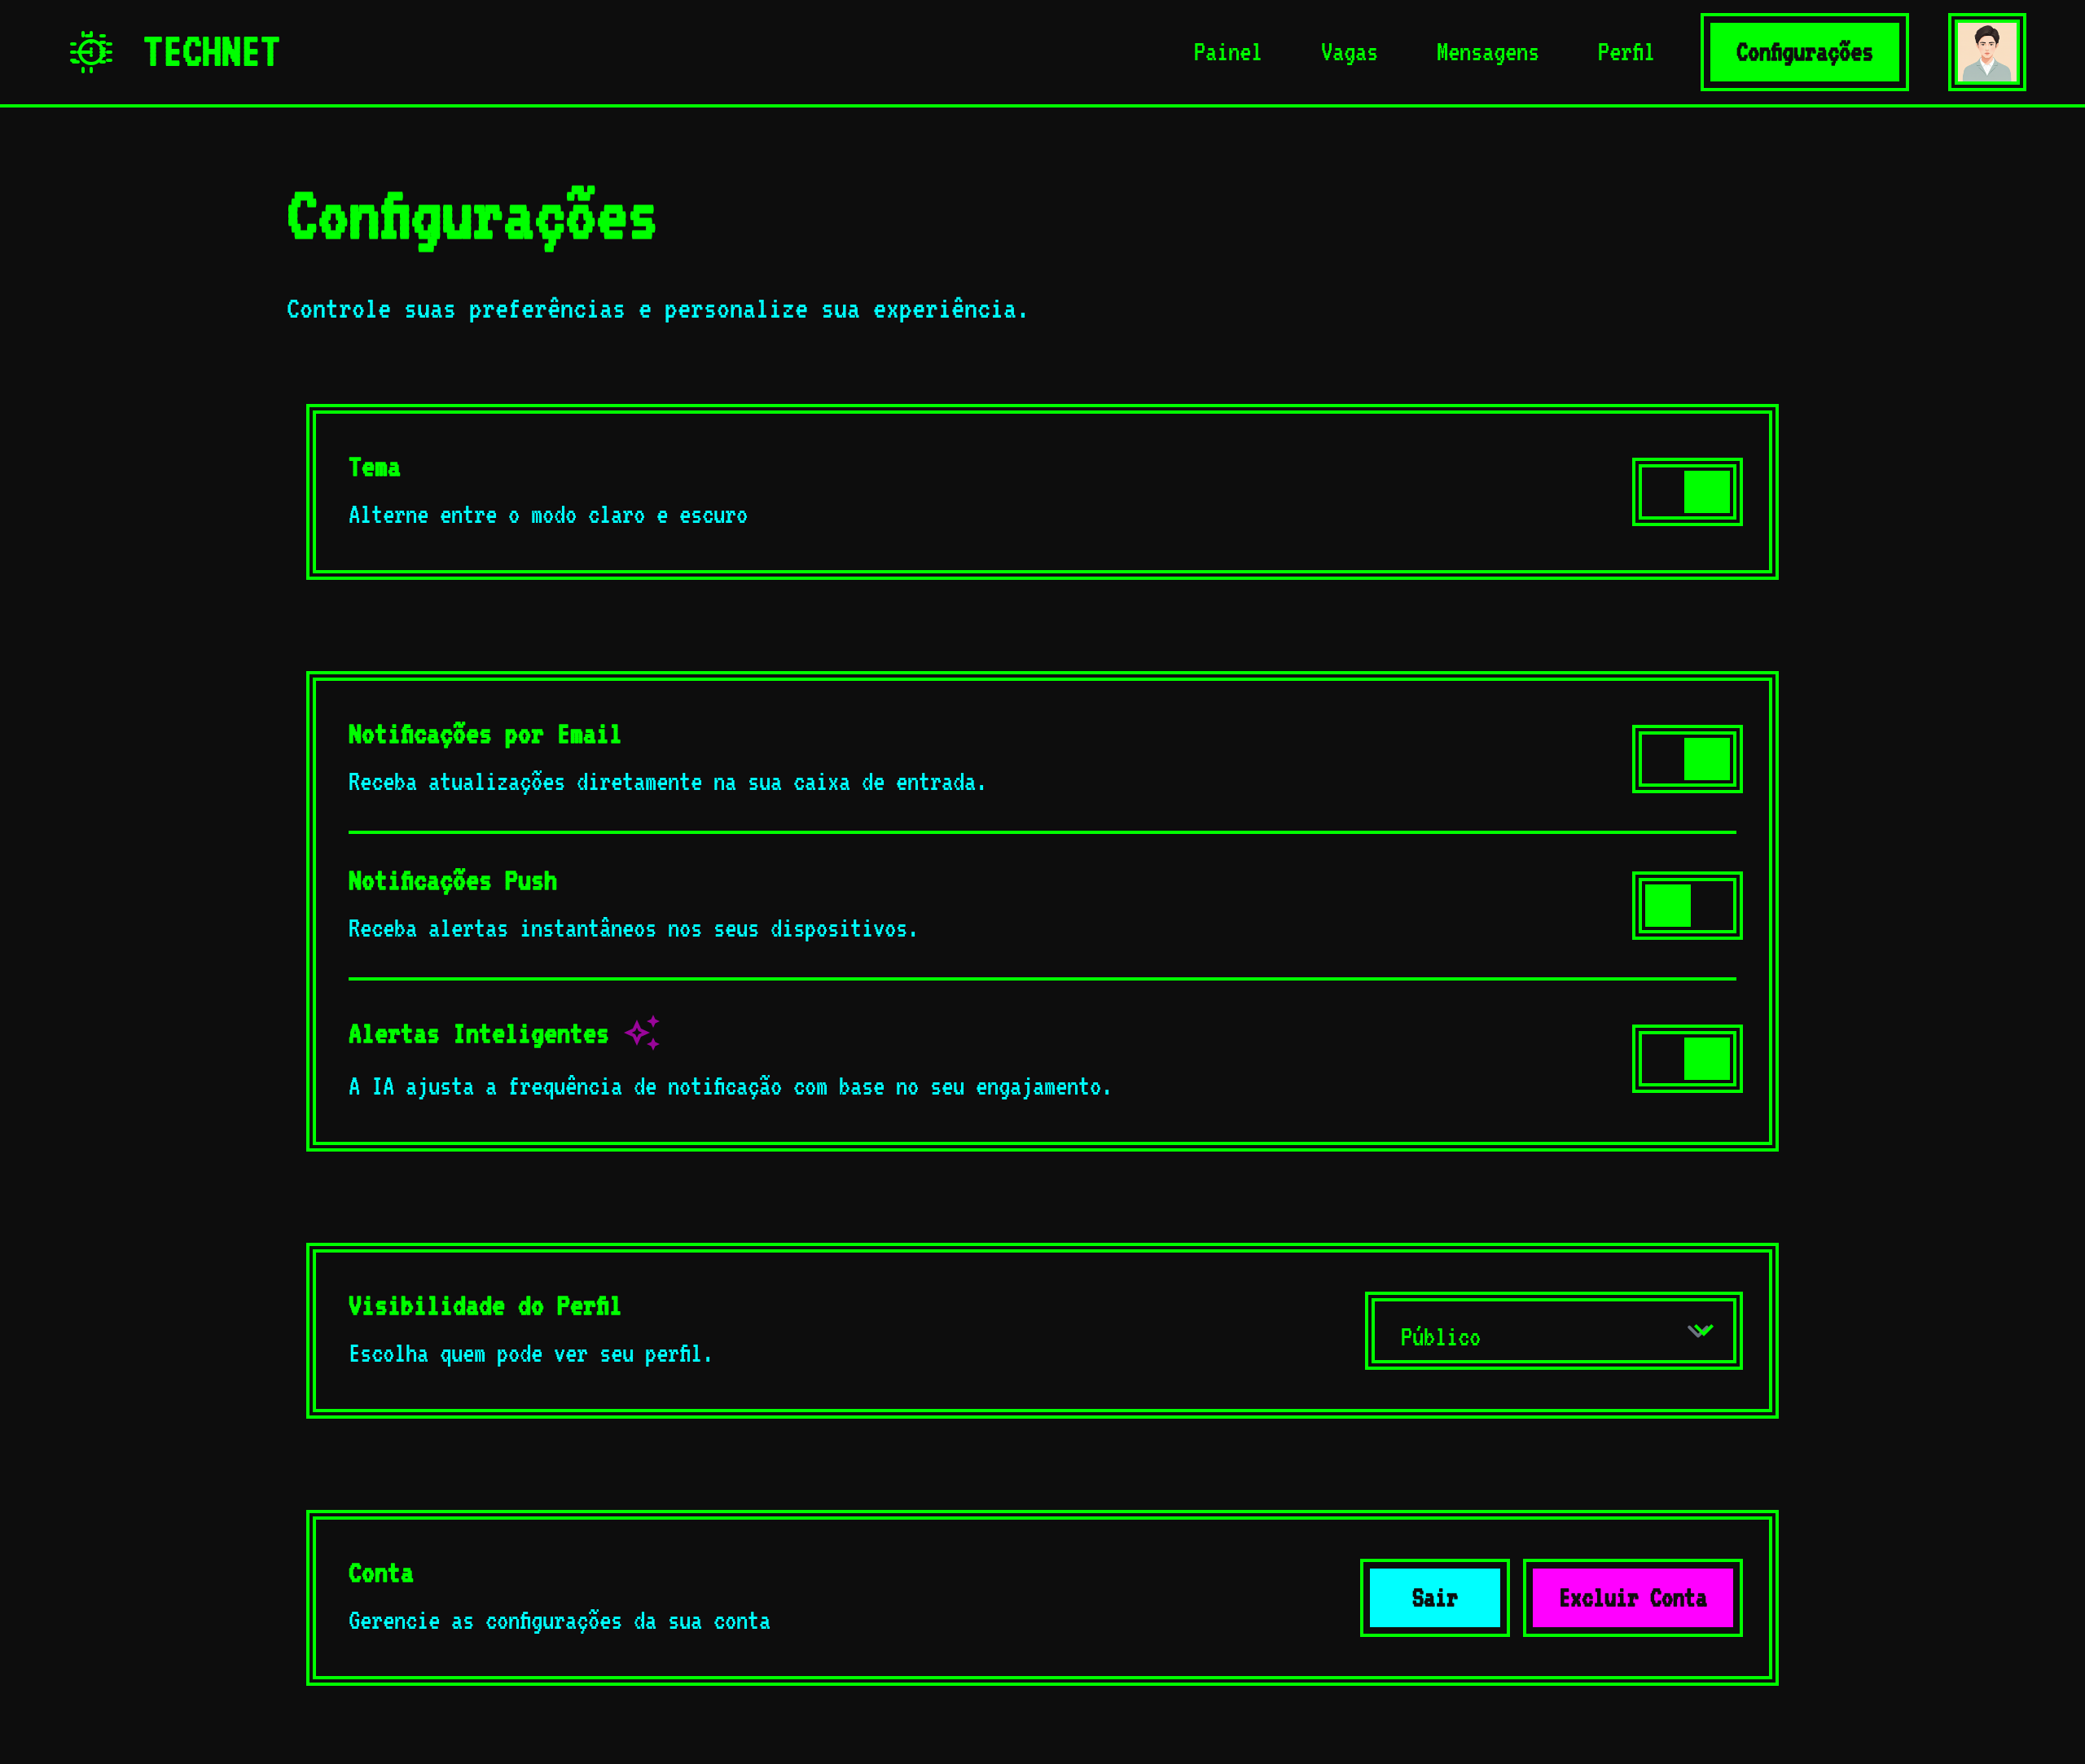 TECHNET
Painel
Vagas
Mensagens
Perfil
Configurações
Configurações
Controle suas preferências e personalize sua experiência.
Tema
Alterne entre o modo claro e escuro
Notificações por Email
Receba atualizações diretamente na sua caixa de entrada.
Notificações Push
Receba alertas instantâneos nos seus dispositivos.
Alertas Inteligentes
A IA ajusta a frequência de notificação com base no seu engajamento.
Visibilidade do Perfil
Escolha quem pode ver seu perfil.
Público
Conta
Gerencie as configurações da sua conta
Sair
Excluir Conta